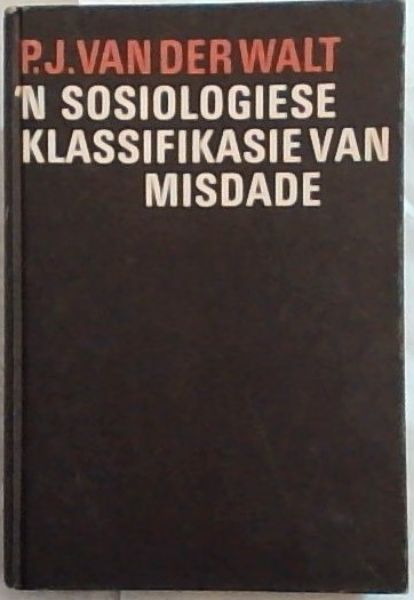 P.J. VAN DER WALT
'N SOSIOLOGIESE
KLASSIFIKASIE VAN
MISDADE